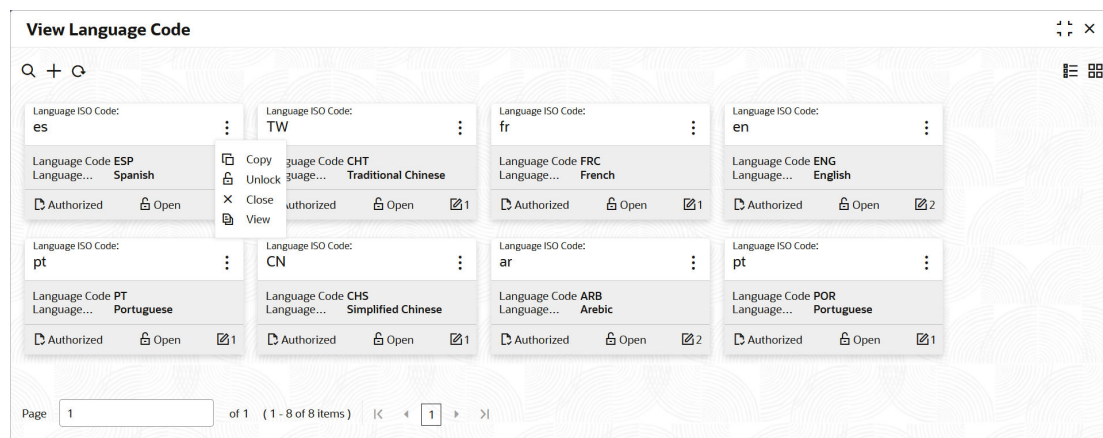 View Language Code
Language ISO Code:
es
Language Code ESP
Language... Spanish
Authorized Open
Copy
Unlock
Close
View
Language ISO Code:
TW
guage Code CHT
guage... Traditional Chinese
uthorized Open 1
Language ISO Code:
fr
Language Code FRC
Language... French
Authorized Open 1
Language ISO Code:
en
Language Code ENG
Language... English
Authorized Open 2
Language ISO Code:
pt
Language Code PT
Language... Portuguese
Authorized Open 1
Language ISO Code:
CN
Language Code CHS
Language... Simplified Chinese
Authorized Open 1
Language ISO Code:
ar
Language Code ARB
Language... Arebic
Authorized Open 2
Language ISO Code:
pt
Language Code POR
Language... Portuguese
Authorized Open 1
Page 1 of 1 ( 1 - 8 of 8 items ) 1